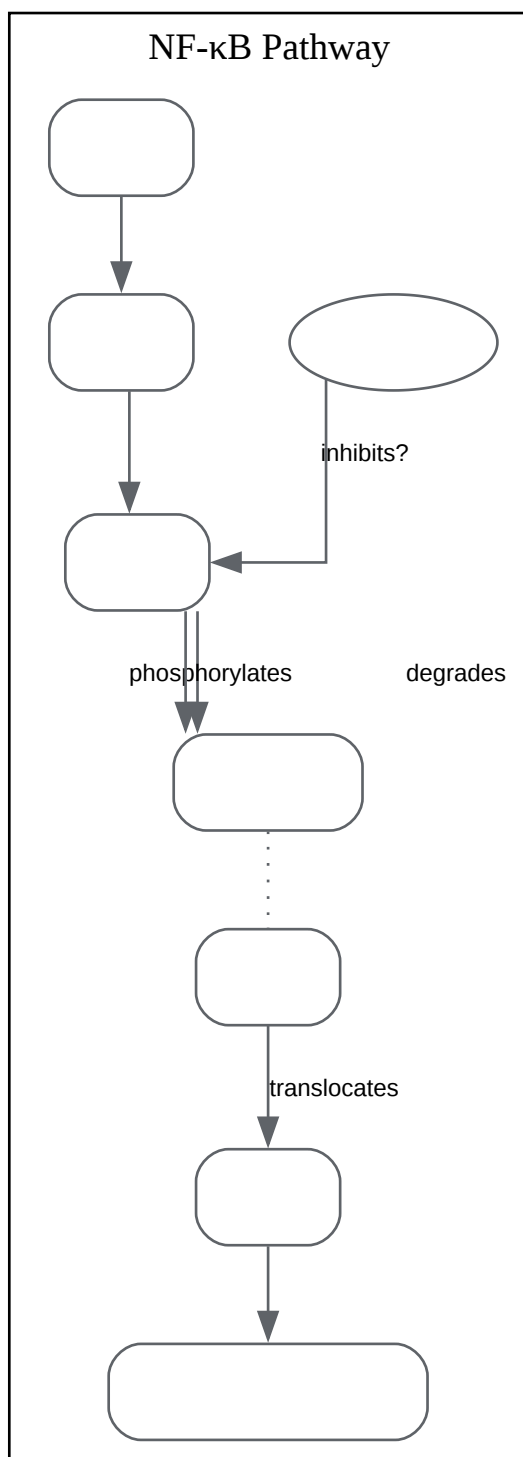 NF-κB Pathway
inhibits?
phosphorylates
degrades
translocates